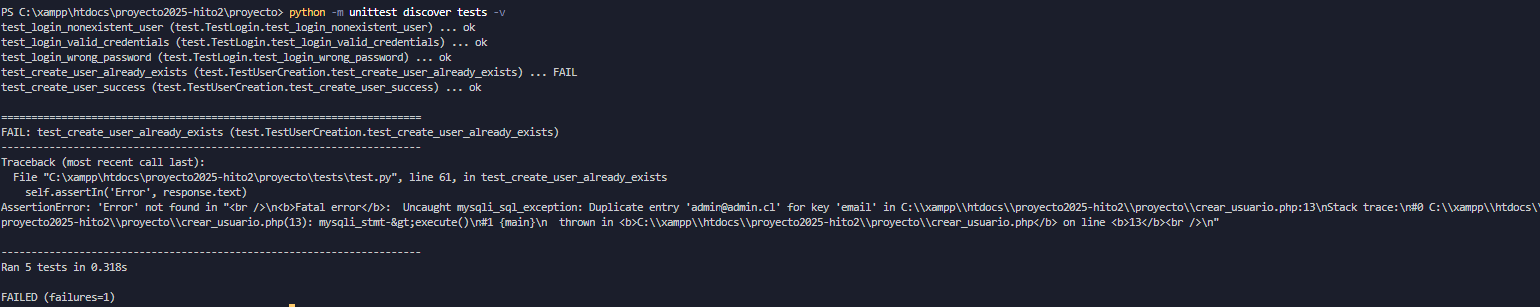 PS C:\xampp\htdocs\proyecto2025-hito2\proyecto> python -m unittest discover tests -v
test_login_nonexistent_user (test.TestLogin.test_login_nonexistent_user) ... ok
test_login_valid_credentials (test.TestLogin.test_login_valid_credentials) ... ok
test_login_wrong_password (test.TestLogin.test_login_wrong_password) ... ok
test_create_user_already_exists (test.TestUserCreation.test_create_user_already_exists) ... FAIL
test_create_user_success (test.TestUserCreation.test_create_user_success) ... ok
======================================================================
FAIL: test_create_user_already_exists (test.TestUserCreation.test_create_user_already_exists)
----------------------------------------------------------------------
Traceback (most recent call last):
  File "C:\xampp\htdocs\proyecto2025-hito2\proyecto\tests\test.py", line 61, in test_create_user_already_exists
    self.assertIn('Error', response.text)
AssertionError: 'Error' not found in "<br />\n<b>Fatal error</b>:  Uncaught mysqli_sql_exception: Duplicate entry 'admin@admin.cl' for key 'email' in C:\\xampp\\htdocs\\proyecto2025-hito2\\proyecto\\crear_usuario.php:13\nStack trace:\n#0 C:\\xampp\\htdocs\\
proyecto2025-hito2\\proyecto\\crear_usuario.php(13): mysqli_stmt-&gt;execute()\n#1 {main}\n  thrown in <b>C:\\xampp\\htdocs\\proyecto2025-hito2\\proyecto\\crear_usuario.php</b> on line <b>13</b><br />\n"
----------------------------------------------------------------------
Ran 5 tests in 0.318s
FAILED (failures=1)